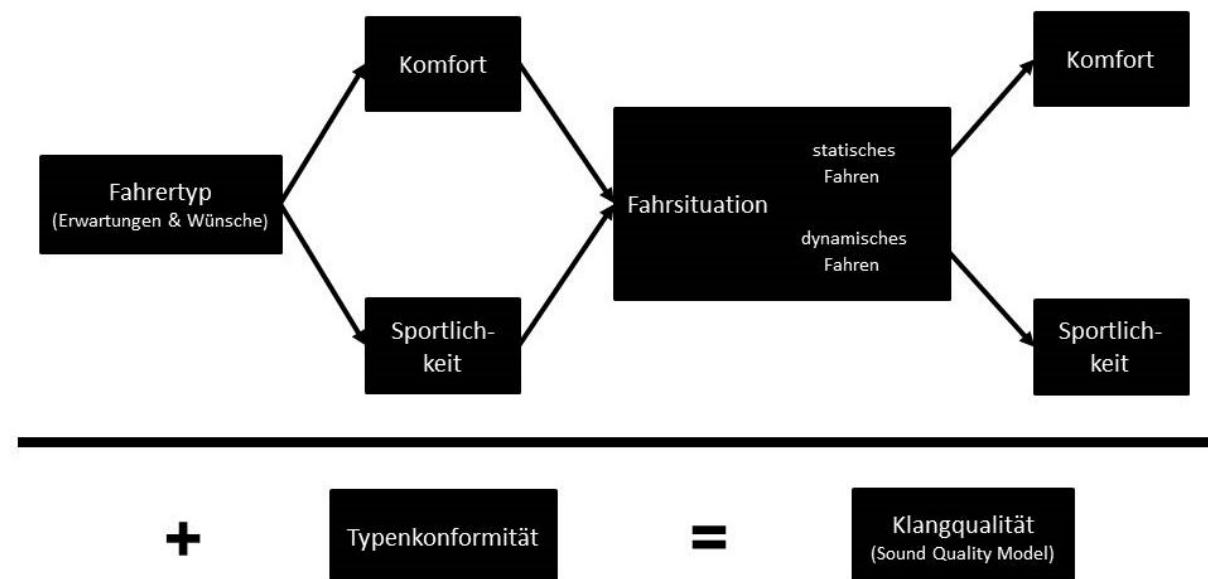 Komfort
Komfort
Fahrertyp
(Erwartungen & Wünsche)
Fahrsituation
statisches
Fahren
dynamisches
Fahren
Sportlich-
keit
Sportlich-
keit
+
Typenkonformität
=
Klangqualität
(Sound Quality Model)